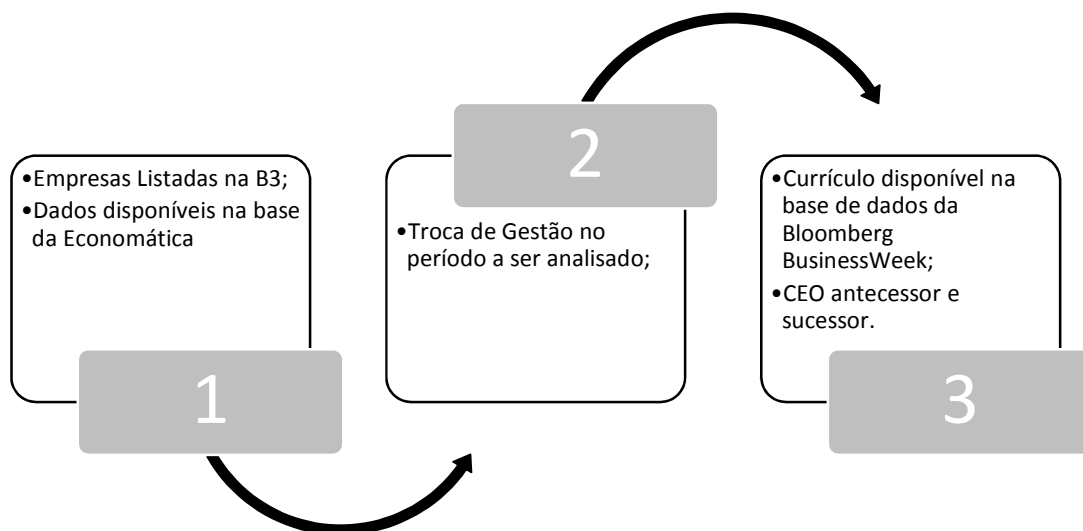 •Empresas Listadas na B3;
•Dados disponíveis na base
da Economática
1
2
•Troca de Gestão no
período a ser analisado;
•Currículo disponível na
base de dados da
Bloomberg
BusinessWeek;
•CEO antecessor e
sucessor.
3